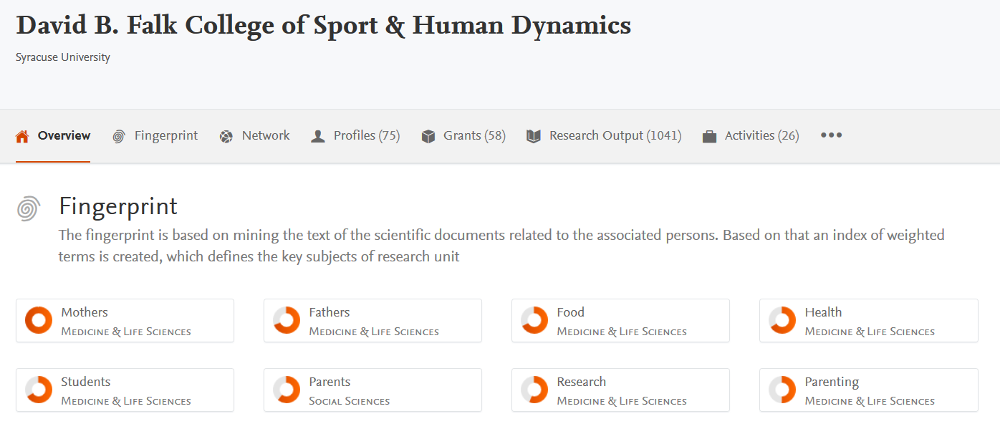 David B. Falk College of Sport & Human Dynamics
Syracuse University
Overview Fingerprint Network Profiles (75) Grants (58) Research Output (1041) Activities (26) •••
Fingerprint
The fingerprint is based on mining the text of the scientific documents related to the associated persons. Based on that an index of weighted
terms is created, which defines the key subjects of research unit
Mothers
Medicine & Life Sciences
Fathers
Medicine & Life Sciences
Food
Medicine & Life Sciences
Health
Medicine & Life Sciences
Students
Medicine & Life Sciences
Parents
Social Sciences
Research
Medicine & Life Sciences
Parenting
Medicine & Life Sciences